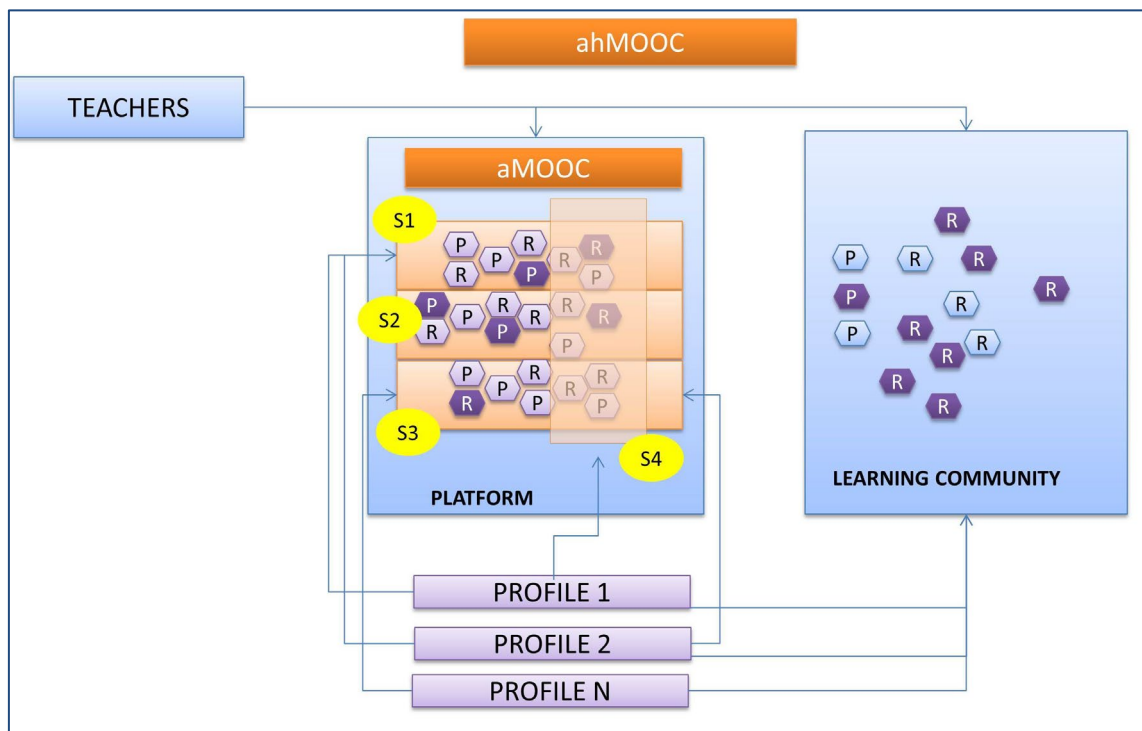 ahMOOC
TEACHERS
aMOOC
S1
P R R
P R
R P P
S2
P R R
P R R
R P
P
S3
P R R
P R
R P P
S4
PLATFORM
R
P R R
R
P R
R
P R
R
R
R
LEARNING COMMUNITY
PROFILE 1
PROFILE 2
PROFILE N